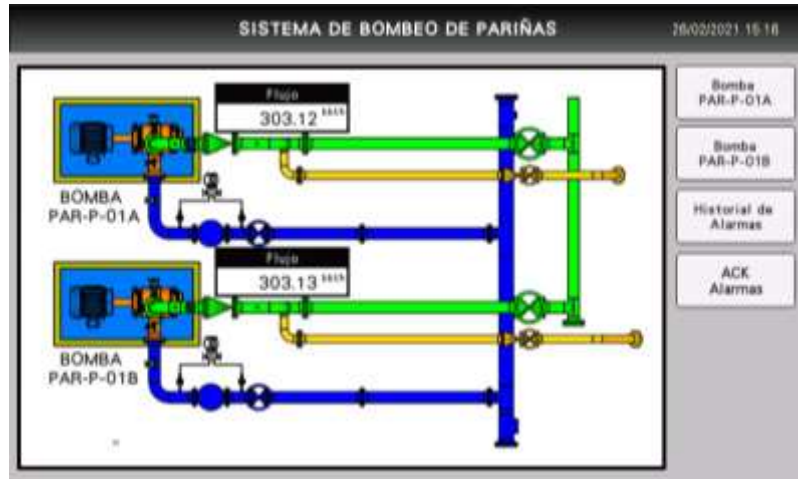 SISTEMA DE BOMBEO DE PARIÑAS
26/02/2021 15:16
Flujo
303.12
BOMBA
PAR-P-01A
Flujo
303.13
BOMBA
PAR-P-01B
Bomba
PAR-P-01A
Bomba
PAR-P-01B
Historial de
Alarmas
ACK
Alarmas